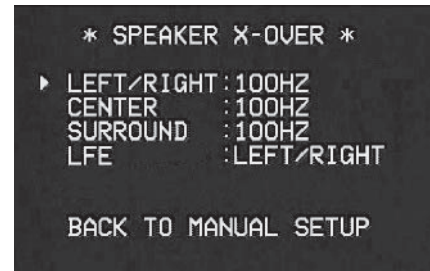 * SPEAKER X-OVER *
LEFT/RIGHT:100HZ
CENTER :100HZ
SURROUND :100HZ
LFE :LEFT/RIGHT
BACK TO MANUAL SETUP